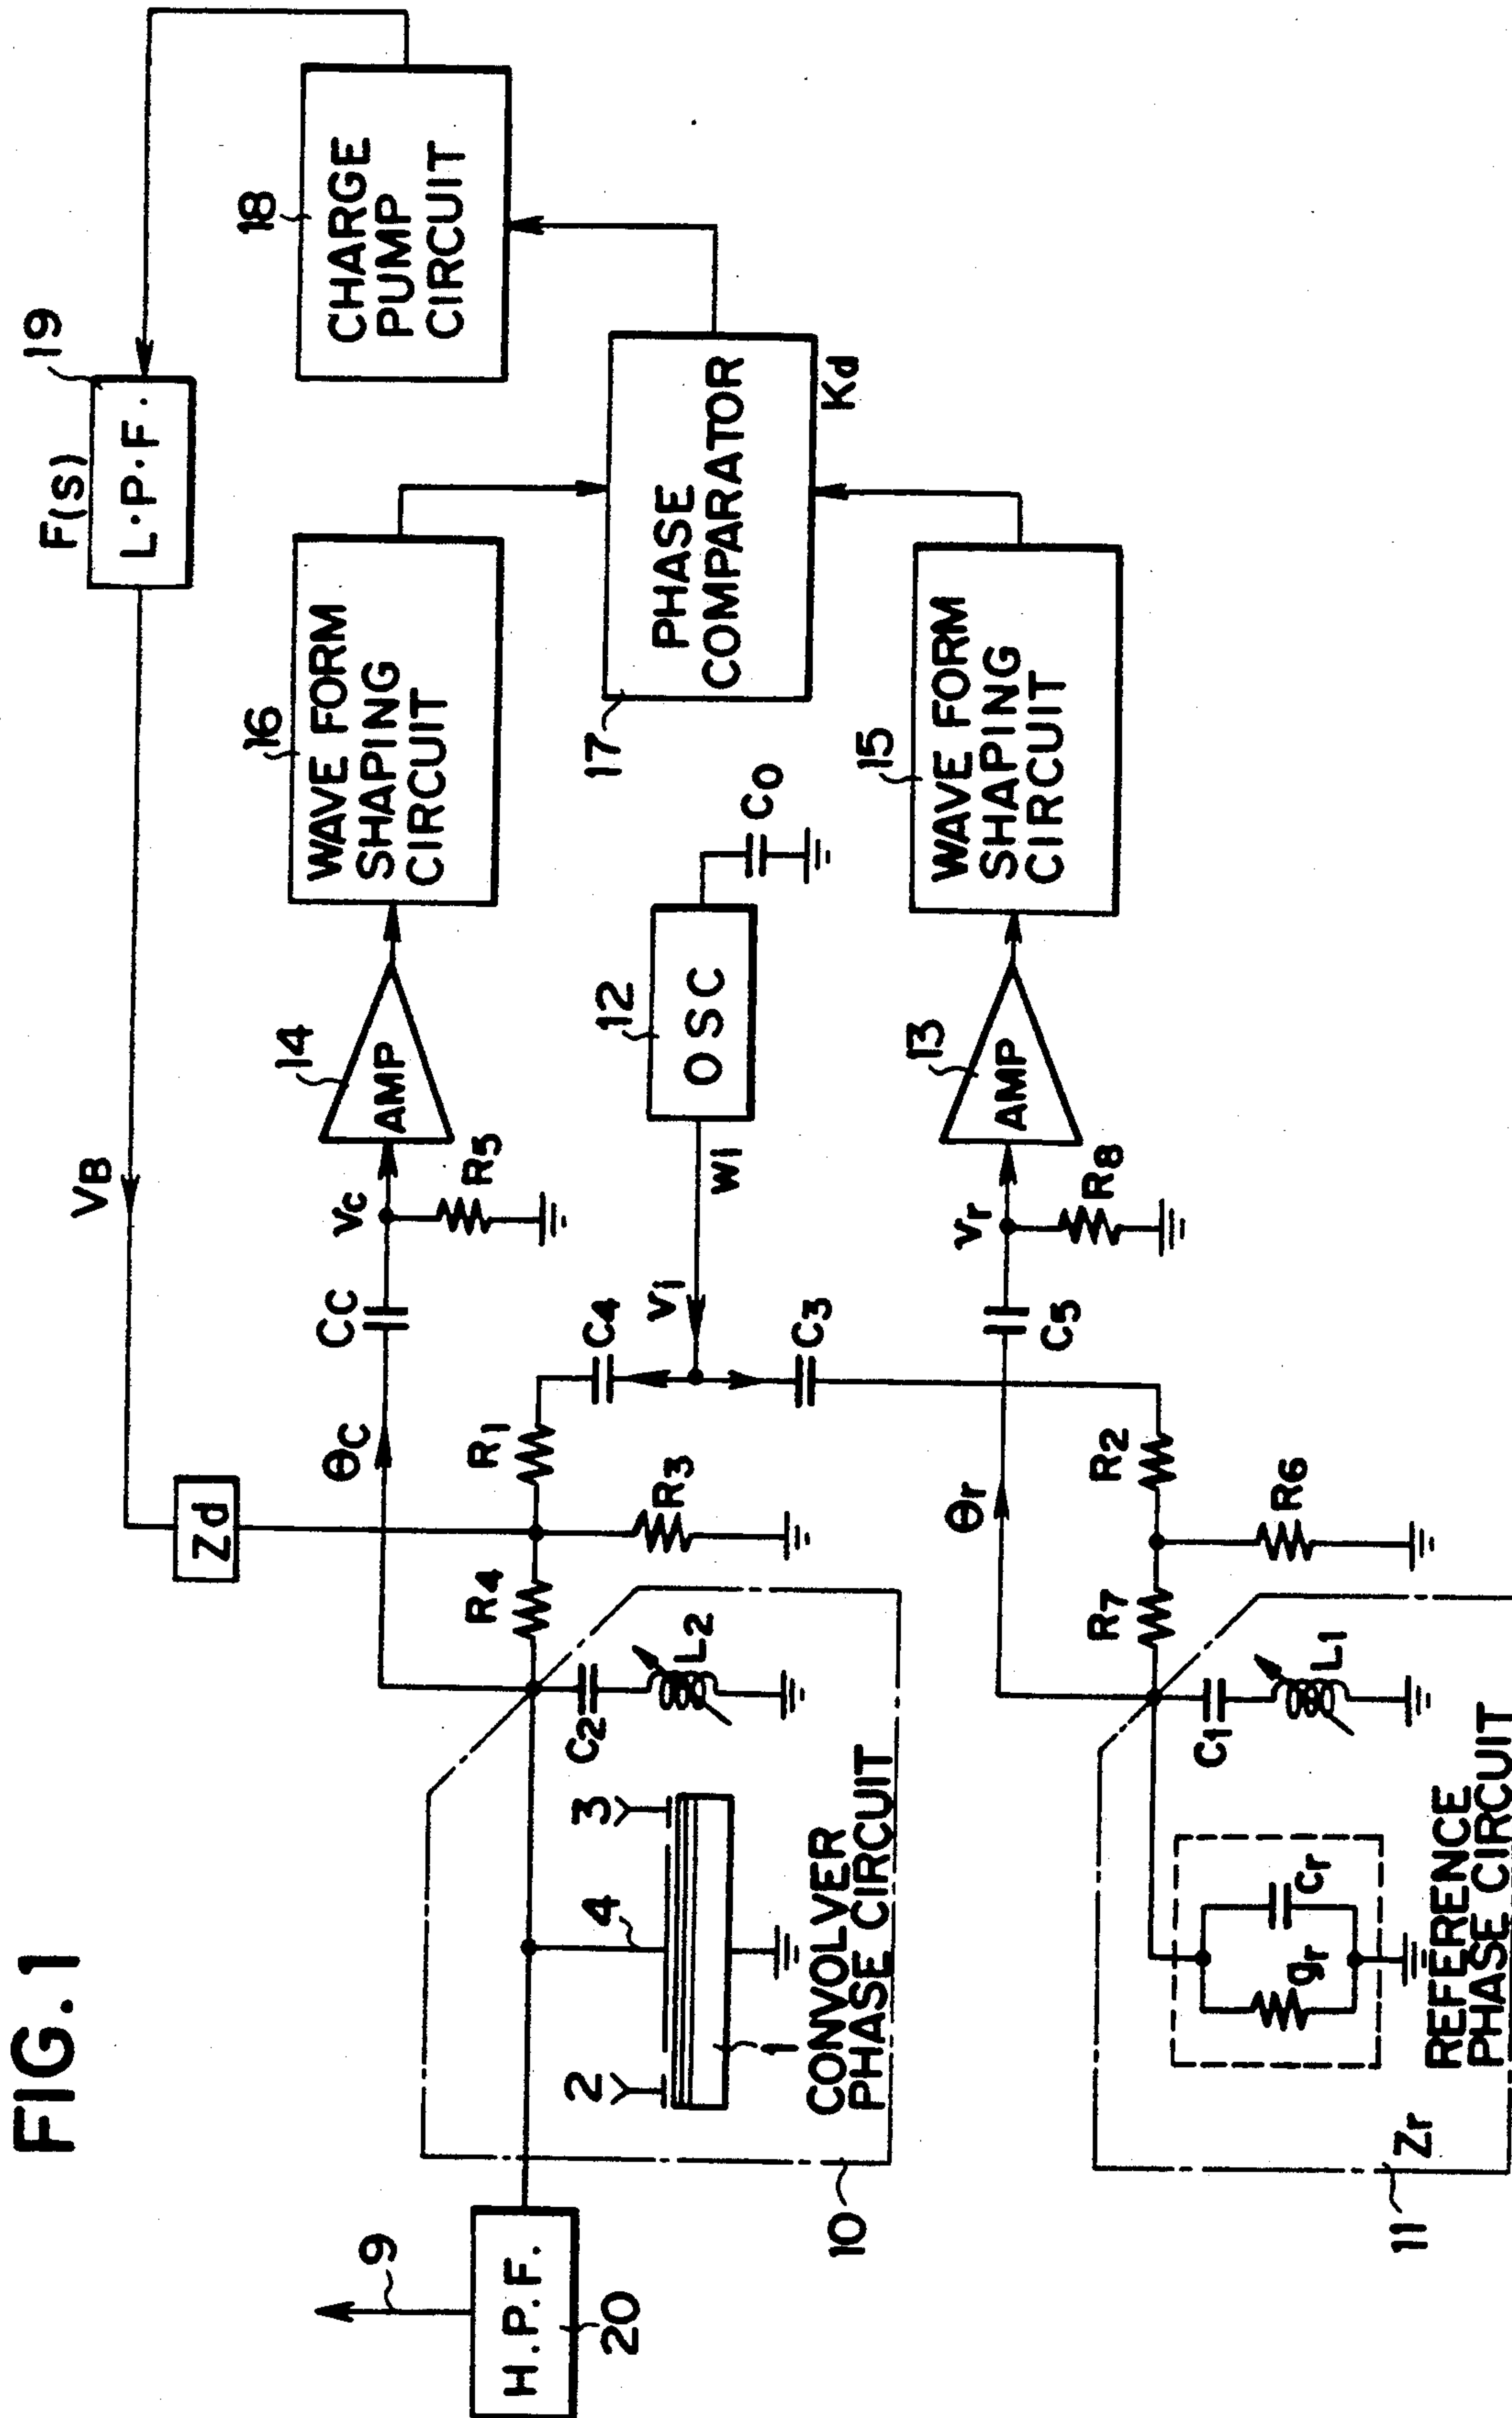 FIG. 1
9
H. P. F.
20
VB
F(S)
19
L.P.F.
Zd
θC
CC
Vc
R5
14
AMP
16
WAVE FORM
SHAPING
CIRCUIT
18
CHARGE
PUMP
CIRCUIT
R4
R1
R3
C4
Vi
Wi
C3
12
OSC
C0
17
PHASE
COMPARATOR
Kd
C2
L2
2
4
3
1
CONVOLVER
PHASE CIRCUIT
10
θr
C5
Vr
R8
13
AMP
15
WAVE FORM
SHAPING
CIRCUIT
R7
R2
R6
C1
L1
gr
Cr
REFERENCE
PHASE CIRCUIT
Zr
11